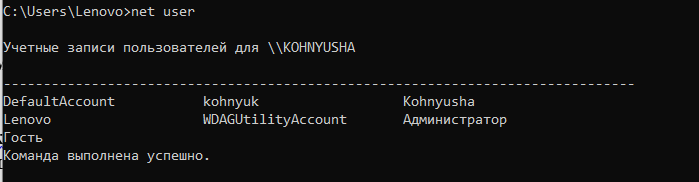 C:\Users\Lenovo>net user
Учетные записи пользователей для \\KOHNYUSHA
-------------------------------------------------------------------------------
DefaultAccount           kohnyuk                  Kohnyusha
Lenovo                   WDAGUtilityAccount       Администратор
Гость
Команда выполнена успешно.